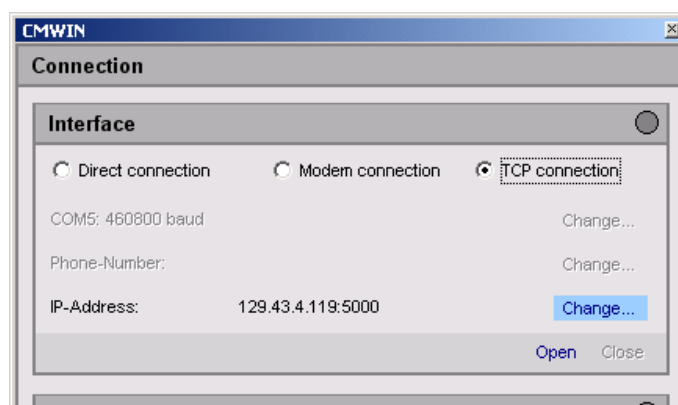 CMWIN
Connection
Interface
Direct connection Modem connection TCP connection
COM5: 460800 baud Change...
Phone-Number: Change...
IP-Address: 129.43.4.119:5000 Change...
Open Close